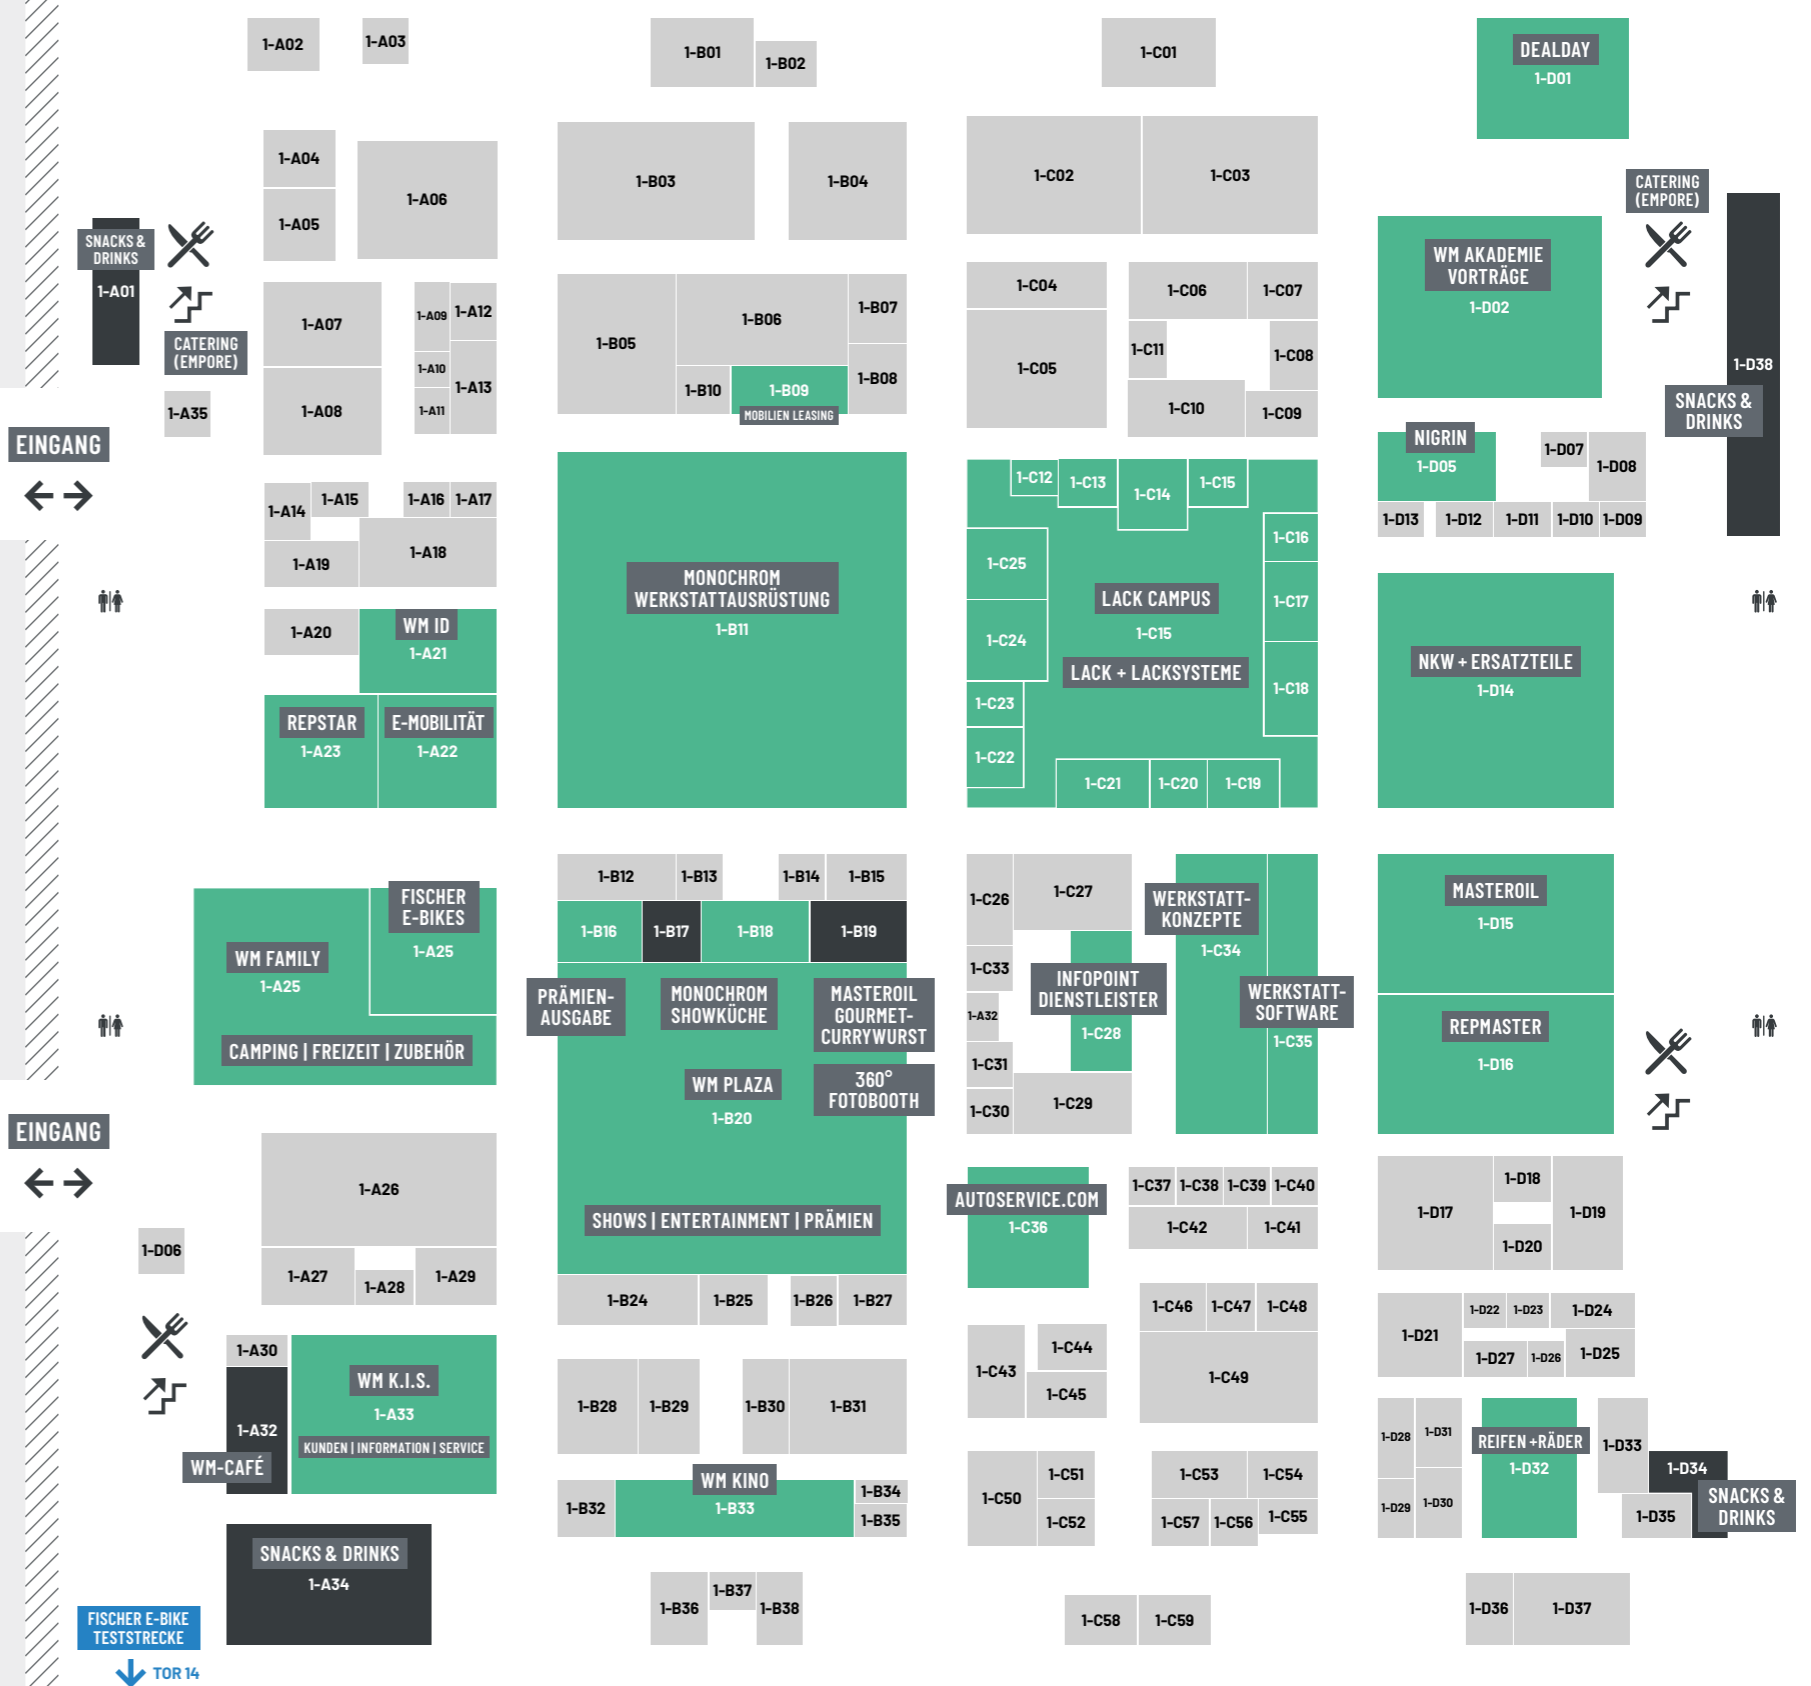 1-A02
1-A03
1-B01
1-B02
1-C01
DEALDAY
1-D01
1-A04
1-A05
1-A06
1-B03
1-B04
1-C02
1-C03
CATERING
(EMPORE)
SNACKS &
DRINKS
1-A01
CATERING
(EMPORE)
1-A35
1-A07
1-A08
1-A09
1-A10
1-A11
1-A12
1-A13
1-B05
1-B06
1-B07
1-B08
1-B10
1-B09
MOBILIEN LEASING
1-C04
1-C05
1-C06
1-C07
1-C11
1-C08
1-C10
1-C09
WM AKADEMIE
VORTRÄGE
1-D02
1-D38
SNACKS &
DRINKS
EINGANG
NIGRIN
1-D05
1-D07
1-D08
1-D13
1-D12
1-D11
1-D10
1-D09
1-A14
1-A15
1-A16
1-A17
1-A18
1-A19
1-A20
WM ID
1-A21
REPSTAR
1-A23
E-MOBILITÄT
1-A22
MONOCHROM
WERKSTATTAUSRÜSTUNG
1-B11
1-C12
1-C13
1-C14
1-C15
1-C16
1-C25
1-C17
1-C24
LACK CAMPUS
1-C15
LACK + LACKSYSTEME
1-C18
1-C23
1-C22
1-C21
1-C20
1-C19
NKW + ERSATZTEILE
1-D14
FISCHER
E-BIKES
1-A25
WM FAMILY
1-A25
CAMPING | FREIZEIT | ZUBEHÖR
1-B12
1-B13
1-B14
1-B15
1-B16
1-B17
1-B18
1-B19
PRÄMIEN-
AUSGABE
MONOCHROM
SHOWKÜCHE
MASTEROIL
GOURMET-
CURRYWURST
360°
FOTOBOOTH
WM PLAZA
1-B20
SHOWS | ENTERTAINMENT | PRÄMIEN
1-C26
1-C27
1-C33
1-A32
1-C31
1-C30
1-C29
INFOPOINT
DIENSTLEISTER
1-C28
WERKSTATT-
KONZEPTE
1-C34
WERKSTATT-
SOFTWARE
1-C35
MASTEROIL
1-D15
REPMASTER
1-D16
EINGANG
1-A26
1-A27
1-A28
1-A29
1-D06
1-B24
1-B25
1-B26
1-B27
AUTOSERVICE.COM
1-C36
1-C37
1-C38
1-C39
1-C40
1-C42
1-C41
1-D17
1-D18
1-D19
1-D20
1-A30
1-A32
WM-CAFÉ
WM K.I.S.
1-A33
KUNDEN | INFORMATION | SERVICE
1-B28
1-B29
1-B30
1-B31
1-C43
1-C44
1-C45
1-C46
1-C47
1-C48
1-C49
1-D21
1-D22
1-D23
1-D24
1-D27
1-D26
1-D25
1-B32
WM KINO
1-B33
1-B34
1-B35
1-C50
1-C51
1-C52
1-C53
1-C54
1-C57
1-C56
1-C55
1-D28
1-D31
1-D29
1-D30
REIFEN +RÄDER
1-D32
1-D33
1-D34
SNACKS &
DRINKS
1-D35
SNACKS & DRINKS
1-A34
1-B36
1-B37
1-B38
1-C58
1-C59
1-D36
1-D37
FISCHER E-BIKE
TESTSTRECKE
TOR 14